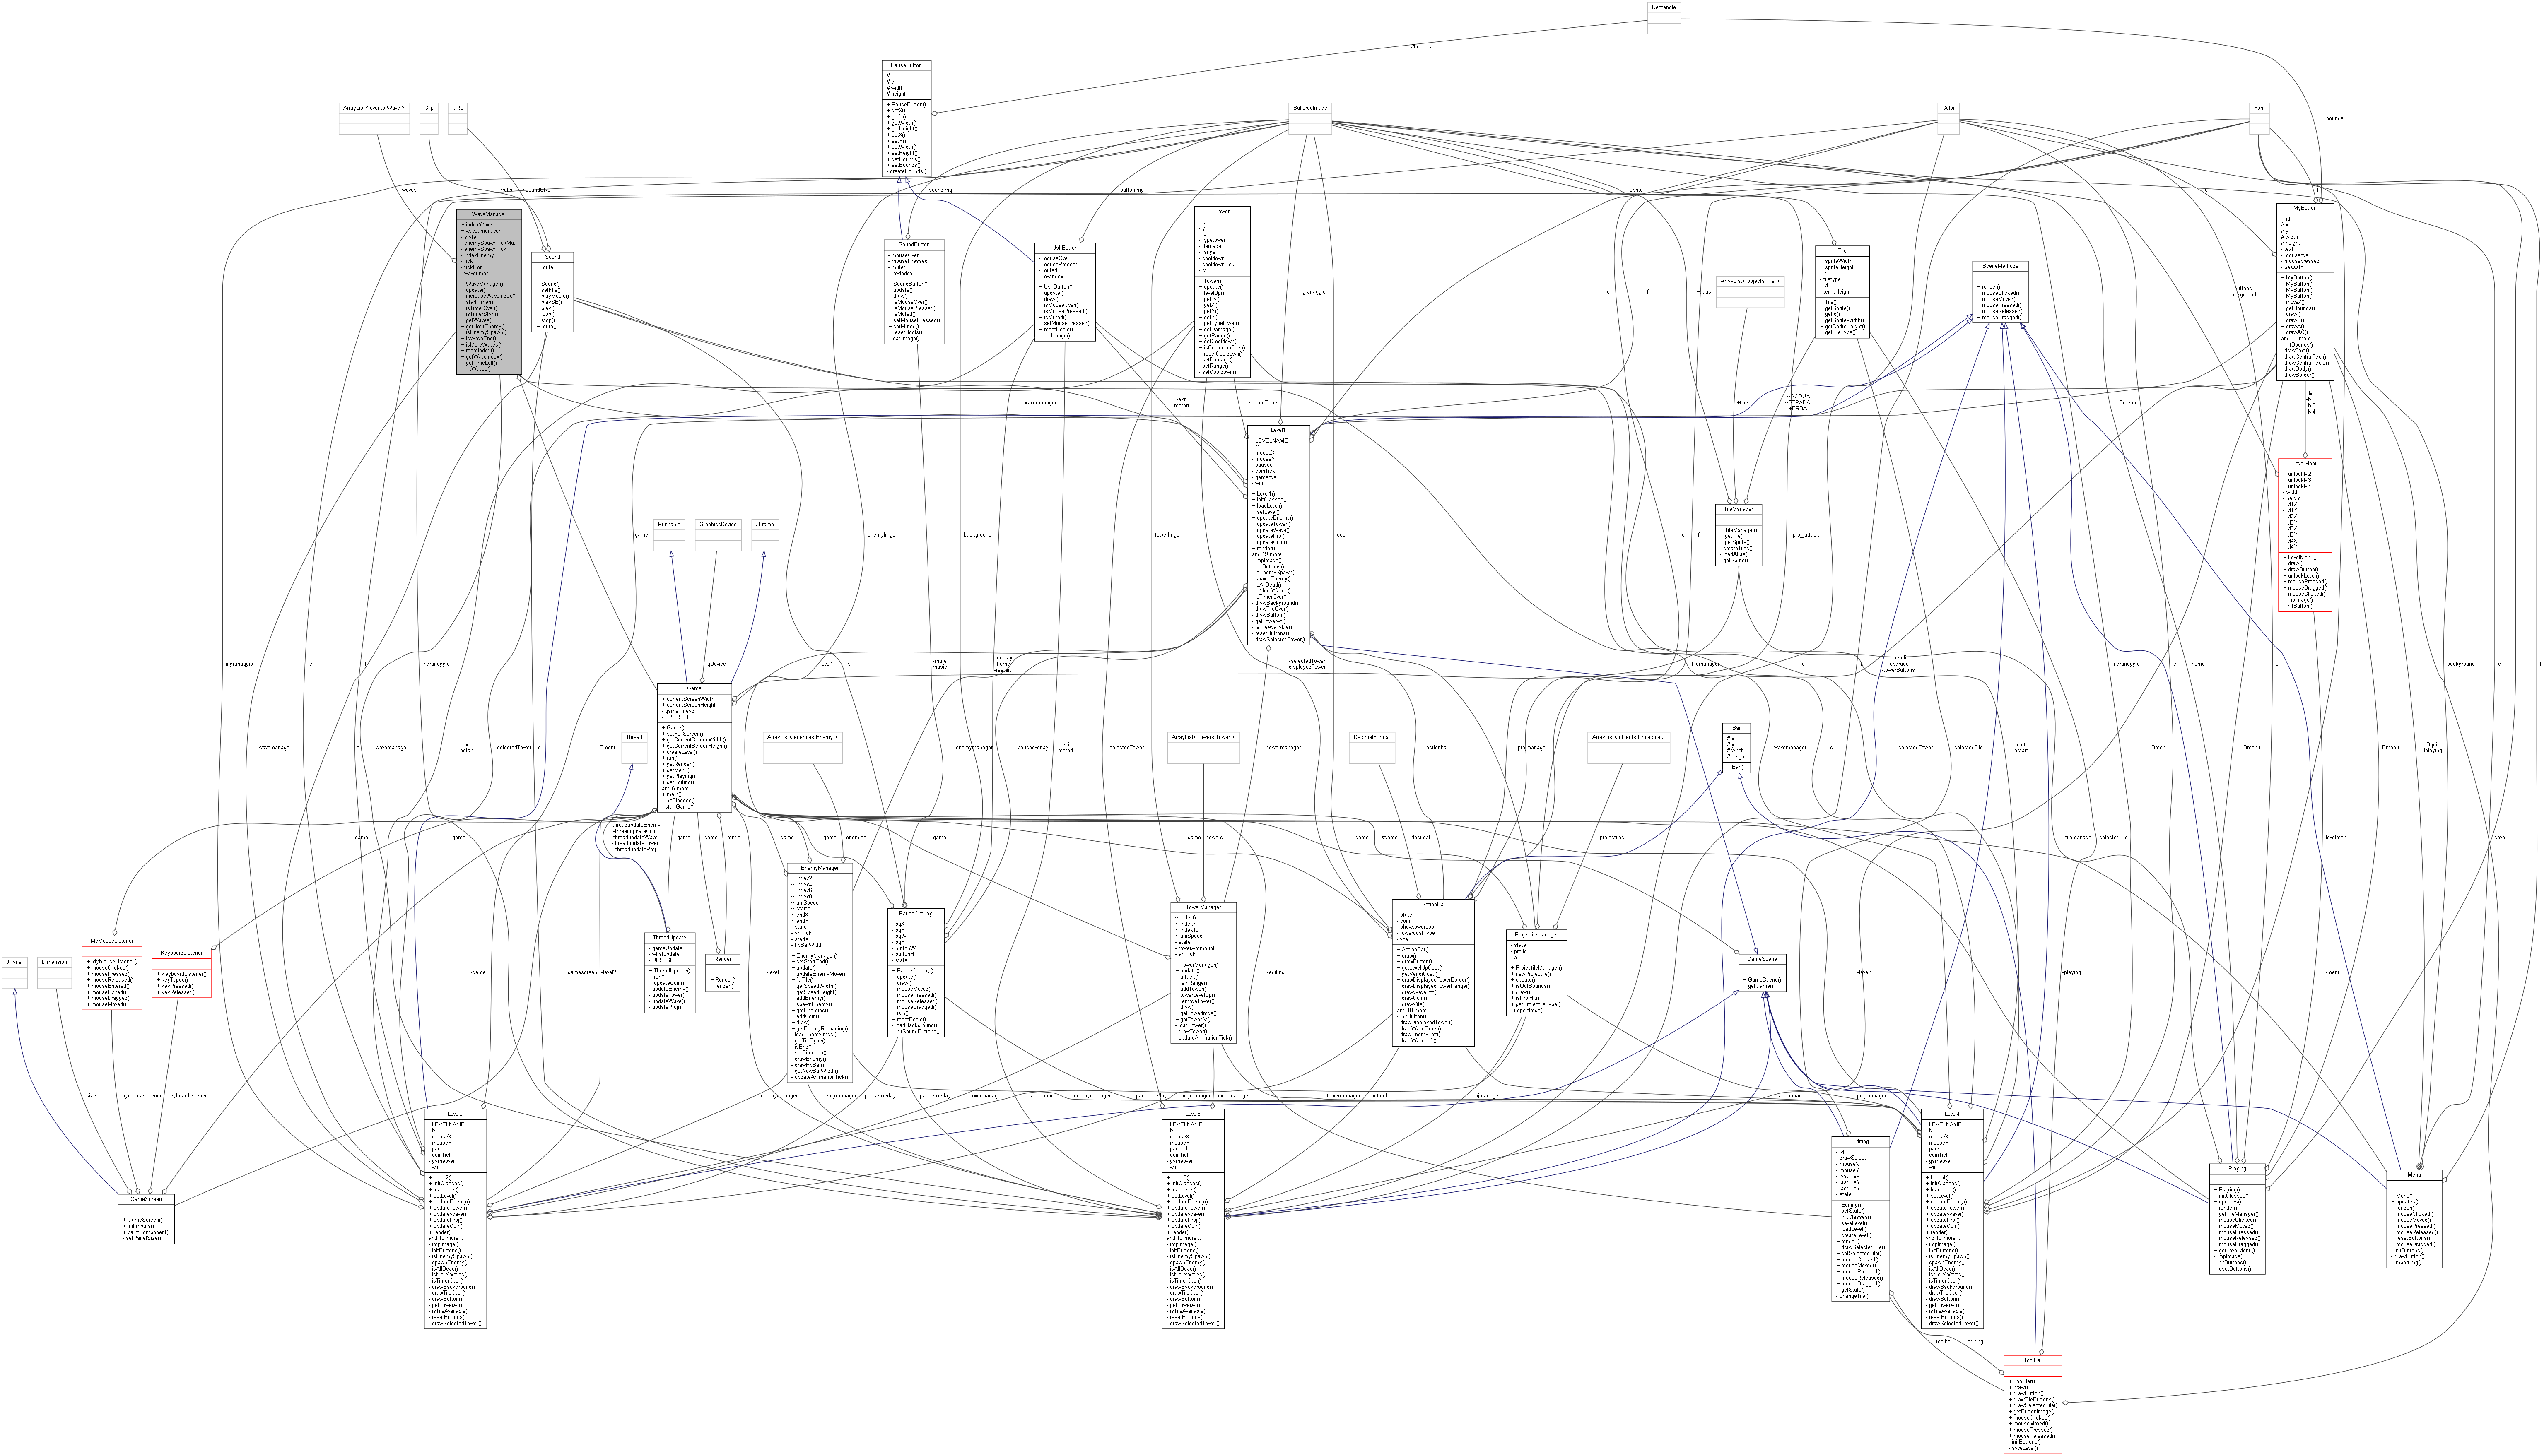 Rectangle
#bounds
PauseButton
# x
# y
# width
# height
+ PauseButton()
+ getX()
+ getY()
+ getWidth()
+ getHeight()
+ setX()
+ setY()
+ setWidth()
+ setHeight()
+ getBounds()
+ setBounds()
- createBounds()
ArrayList< events.Wave >
Clip
URL
BufferedImage
Color
Font
+bounds
-waves
~clip
~soundURL
-soundImg
-buttonImg
-sprite
-c
-f
WaveManager
~ indexWave
~ wavetimerOver
- state
- enemySpawnTickMax
- enemySpawnTick
- indexEnemy
- tick
- ticklimit
- wavetimer
+ WaveManager()
+ update()
+ increaseWaveIndex()
+ startTimer()
+ isTimerOver()
+ isTimerStart()
+ getWaves()
+ getNextEnemy()
+ isEnemySpawn()
+ isWaveEnd()
+ isMoreWaves()
+ resetIndex()
+ getWaveIndex()
+ getTimeLeft()
- initWaves()
Sound
~ mute
- i
+ Sound()
+ setFile()
+ playMusic()
+ playSE()
+ play()
+ loop()
+ stop()
+ mute()
SoundButton
- mouseOver
- mousePressed
- muted
- rowIndex
+ SoundButton()
+ update()
+ draw()
+ isMouseOver()
+ isMousePressed()
+ isMuted()
+ setMousePressed()
+ setMuted()
+ resetBools()
- loadImage()
UshButton
- mouseOver
- mousePressed
- muted
- rowIndex
+ UshButton()
+ update()
+ draw()
+ isMouseOver()
+ isMousePressed()
+ isMuted()
+ setMousePressed()
+ resetBools()
- loadImage()
Tower
- x
- y
- id
- typetower
- damage
- range
- cooldown
- cooldownTick
- lvl
+ Tower()
+ update()
+ levelUp()
+ getLvl()
+ getX()
+ getY()
+ getId()
+ getTypetower()
+ getDamage()
+ getRange()
+ getCooldown()
+ isCooldownOver()
+ resetCooldown()
- setDamage()
- setRange()
- setCooldown()
Tile
+ spriteWidth
+ spriteHeight
- id
- tiletype
- lvl
- tempHeight
+ Tile()
+ getSprite()
+ getId()
+ getSpriteWidth()
+ getSpriteHeight()
+ getTileType()
ArrayList< objects.Tile >
SceneMethods
+ render()
+ mouseClicked()
+ mouseMoved()
+ mousePressed()
+ mouseReleased()
+ mouseDragged()
MyButton
+ id
# x
# y
# width
# height
- text
- mouseover
- mousepressed
- passato
+ MyButton()
+ MyButton()
+ MyButton()
+ MyButton()
+ moveX()
+ getBounds()
+ draw()
+ drawB()
+ drawA()
+ drawAC()
and 11 more...
- initBounds()
- drawText()
- drawCentralText()
- drawCentralText2()
- drawBody()
- drawBorder()
-ingranaggio
-c
-f
+atlas
-buttons
-background
-wavemanager
-s
-exit
-restart
-selectedTower
+tiles
~ACQUA
~STRADA
+ERBA
-Bmenu
-lvl1
-lvl2
-lvl3
-lvl4
Level1
- LEVELNAME
- lvl
- mouseX
- mouseY
- paused
- coinTick
- gameover
- win
+ Level1()
+ initClasses()
+ loadLevel()
+ setLevel()
+ updateEnemy()
+ updateTower()
+ updateWave()
+ updateProj()
+ updateCoin()
+ render()
and 19 more...
- impImage()
- initButtons()
- isEnemySpawn()
- spawnEnemy()
- isAllDead()
- isMoreWaves()
- isTimerOver()
- drawBackground()
- drawTileOver()
- drawButton()
- getTowerAt()
- isTileAvailable()
- resetButtons()
- drawSelectedTower()
LevelMenu
+ unlocklvl2
+ unlocklvl3
+ unlocklvl4
- width
- height
- lvl1X
- lvl1Y
- lvl2X
- lvl2Y
- lvl3X
- lvl3Y
- lvl4X
- lvl4Y
+ LevelMenu()
+ draw()
+ drawButton()
+ unlockLevel()
+ mousePressed()
+ mouseDragged()
+ mouseClicked()
- impImage()
- initButton()
TileManager
+ TileManager()
+ getTile()
+ getSprite()
- createTiles()
- loadAtlas()
- getSprite()
Runnable
GraphicsDevice
JFrame
-game
-enemyImgs
-background
-towerImgs
-cuori
-c
-f
-proj_attack
-gDevice
-level1
-s
-mute
-music
-unplay
-home
-restart
-selectedTower
-displayedTower
-tilemanager
-c
-f
-vendi
-upgrade
-towerButtons
-ingranaggio
-c
-home
-c
-f
-background
-c
-f
Game
+ currentScreenWidth
+ currentScreenHeight
- gameThread
- FPS_SET
+ Game()
+ setFullScreen()
+ getCurrentScreenWidth()
+ getCurrentScreenHeight()
+ createLevel()
+ run()
+ getRender()
+ getMenu()
+ getPlaying()
+ getEditing()
and 6 more...
+ main()
- InitClasses()
- startGame()
Thread
ArrayList< enemies.Enemy >
ArrayList< towers.Tower >
DecimalFormat
ArrayList< objects.Projectile >
Bar
# x
# y
# width
# height
+ Bar()
-ingranaggio
-c
-f
-ingranaggio
-wavemanager
-s
-wavemanager
-exit
-restart
-selectedTower
-s
-Bmenu
-enemymanager
-pauseoverlay
-exit
-restart
-selectedTower
-towermanager
-actionbar
-projmanager
-wavemanager
-s
-selectedTower
-selectedTile
-exit
-restart
-tilemanager
-selectedTile
-Bmenu
-Bmenu
-Bmenu
-Bquit
-Bplaying
-game
-game
-game
-threadupdateEnemy
-threadupdateCoin
-threadupdateWave
-threadupdateTower
-threadupdateProj
-game
-game
-render
-game
-game
-enemies
-game
-towers
-game
-game
-decimal
#game
-projectiles
-levelmenu
-save
EnemyManager
~ index2
~ index4
~ index6
~ index8
~ aniSpeed
~ startY
~ endX
~ endY
- state
- aniTick
- startX
- hpBarWidth
+ EnemyManager()
+ setStartEnd()
+ update()
+ updateEnemyMove()
+ fixTile()
+ getSpeedWidth()
+ getSpeedHeight()
+ addEnemy()
+ spawnEnemy()
+ getEnemies()
+ addCoin()
+ draw()
+ getEnemyRemaning()
- loadEnemyImgs()
- getTileType()
- isEnd()
- setDirection()
- drawEnemy()
- drawHpBar()
- getNewBarWidth()
- updateAnimationTick()
PauseOverlay
- bgX
- bgY
- bgW
- bgH
- buttonW
- buttonH
- state
+ PauseOverlay()
+ update()
+ draw()
+ mouseMoved()
+ mousePressed()
+ mouseReleased()
+ mouseDragged()
+ isIn()
+ resetBools()
- loadBackground()
- initSoundButtons()
TowerManager
~ index6
~ index7
~ index10
~ aniSpeed
- state
- towerAmmount
- aniTick
+ TowerManager()
+ update()
+ attack()
+ isInRange()
+ addTower()
+ towerLevelUp()
+ removeTower()
+ draw()
+ getTowerImgs()
+ getTowerAt()
- loadTower()
- drawTower()
- updateAnimationTick()
ActionBar
- state
- coin
- showtowercost
- towercostType
- vite
+ ActionBar()
+ draw()
+ drawButton()
+ getLevelUpCost()
+ getVendiCost()
+ drawDisplayedTowerBorder()
+ drawDisplayedTowerRange()
+ drawWaveInfo()
+ drawCoin()
+ drawVite()
and 10 more...
- initButton()
- drawDiaplayedTower()
- drawWaveTimer()
- drawEnemyLeft()
- drawWaveLeft()
ProjectileManager
- state
- projId
- a
+ ProjectileManager()
+ newProjectile()
+ update()
+ isOutBounds()
+ draw()
+ isProjHit()
+ getProjectileType()
- importImgs()
GameScene
+ GameScene()
+ getGame()
MyMouseListener
+ MyMouseListener()
+ mouseClicked()
+ mousePressed()
+ mouseReleased()
+ mouseEntered()
+ mouseExited()
+ mouseDragged()
+ mouseMoved()
KeyboardListener
+ KeyboardListener()
+ keyTyped()
+ keyPressed()
+ keyReleased()
ThreadUpdate
- gameUpdate
- whatupdate
- UPS_SET
+ ThreadUpdate()
+ run()
+ updateCoin()
- updateEnemy()
- updateTower()
- updateWave()
- updateProj()
Render
+ Render()
+ render()
JPanel
Dimension
-game
~gamescreen
-level2
-level3
-editing
-level4
-playing
-menu
-size
-mymouselistener
-keyboardlistener
-enemymanager
-enemymanager
-pauseoverlay
-towermanager
-actionbar
-enemymanager
-pauseoverlay
-projmanager
-towermanager
-towermanager
-actionbar
-projmanager
-projmanager
-actionbar
GameScreen
+ GameScreen()
+ initImputs()
+ paintComponent()
- setPanelSize()
Level2
- LEVELNAME
- lvl
- mouseX
- mouseY
- paused
- coinTick
- gameover
- win
+ Level2()
+ initClasses()
+ loadLevel()
+ setLevel()
+ updateEnemy()
+ updateTower()
+ updateWave()
+ updateProj()
+ updateCoin()
+ render()
and 19 more...
- impImage()
- initButtons()
- isEnemySpawn()
- spawnEnemy()
- isAllDead()
- isMoreWaves()
- isTimerOver()
- drawBackground()
- drawTileOver()
- drawButton()
- getTowerAt()
- isTileAvailable()
- resetButtons()
- drawSelectedTower()
Level3
- LEVELNAME
- lvl
- mouseX
- mouseY
- paused
- coinTick
- gameover
- win
+ Level3()
+ initClasses()
+ loadLevel()
+ setLevel()
+ updateEnemy()
+ updateTower()
+ updateWave()
+ updateProj()
+ updateCoin()
+ render()
and 19 more...
- impImage()
- initButtons()
- isEnemySpawn()
- spawnEnemy()
- isAllDead()
- isMoreWaves()
- isTimerOver()
- drawBackground()
- drawTileOver()
- drawButton()
- getTowerAt()
- isTileAvailable()
- resetButtons()
- drawSelectedTower()
Editing
- lvl
- drawSelect
- mouseX
- mouseY
- lastTileX
- lastTileY
- lastTileId
- state
+ Editing()
+ setState()
+ initClasses()
+ saveLevel()
+ loadLevel()
+ createLevel()
+ render()
+ drawSelectedTile()
+ setSelectedTile()
+ mouseClicked()
+ mouseMoved()
+ mousePressed()
+ mouseReleased()
+ mouseDragged()
+ getState()
- changeTile()
Level4
- LEVELNAME
- lvl
- mouseX
- mouseY
- paused
- coinTick
- gameover
- win
+ Level4()
+ initClasses()
+ loadLevel()
+ setLevel()
+ updateEnemy()
+ updateTower()
+ updateWave()
+ updateProj()
+ updateCoin()
+ render()
and 19 more...
- impImage()
- initButtons()
- isEnemySpawn()
- spawnEnemy()
- isAllDead()
- isMoreWaves()
- isTimerOver()
- drawBackground()
- drawTileOver()
- drawButton()
- getTowerAt()
- isTileAvailable()
- resetButtons()
- drawSelectedTower()
Playing
+ Playing()
+ initClasses()
+ updates()
+ render()
+ getTileManager()
+ mouseClicked()
+ mouseMoved()
+ mousePressed()
+ mouseReleased()
+ mouseDragged()
+ getLevelMenu()
- impImage()
- initButtons()
- resetButtons()
Menu
+ Menu()
+ updates()
+ render()
+ mouseClicked()
+ mouseMoved()
+ mousePressed()
+ mouseReleased()
+ resetButtons()
+ mouseDragged()
- initButtons()
- drawButton()
- importImg()
-toolbar
-editing
ToolBar
+ ToolBar()
+ draw()
+ drawButton()
+ drawTileButtons()
+ drawSelectedTile()
+ getButtonImage()
+ mouseClicked()
+ mouseMoved()
+ mousePressed()
+ mouseReleased()
- initButtons()
- saveLevel()